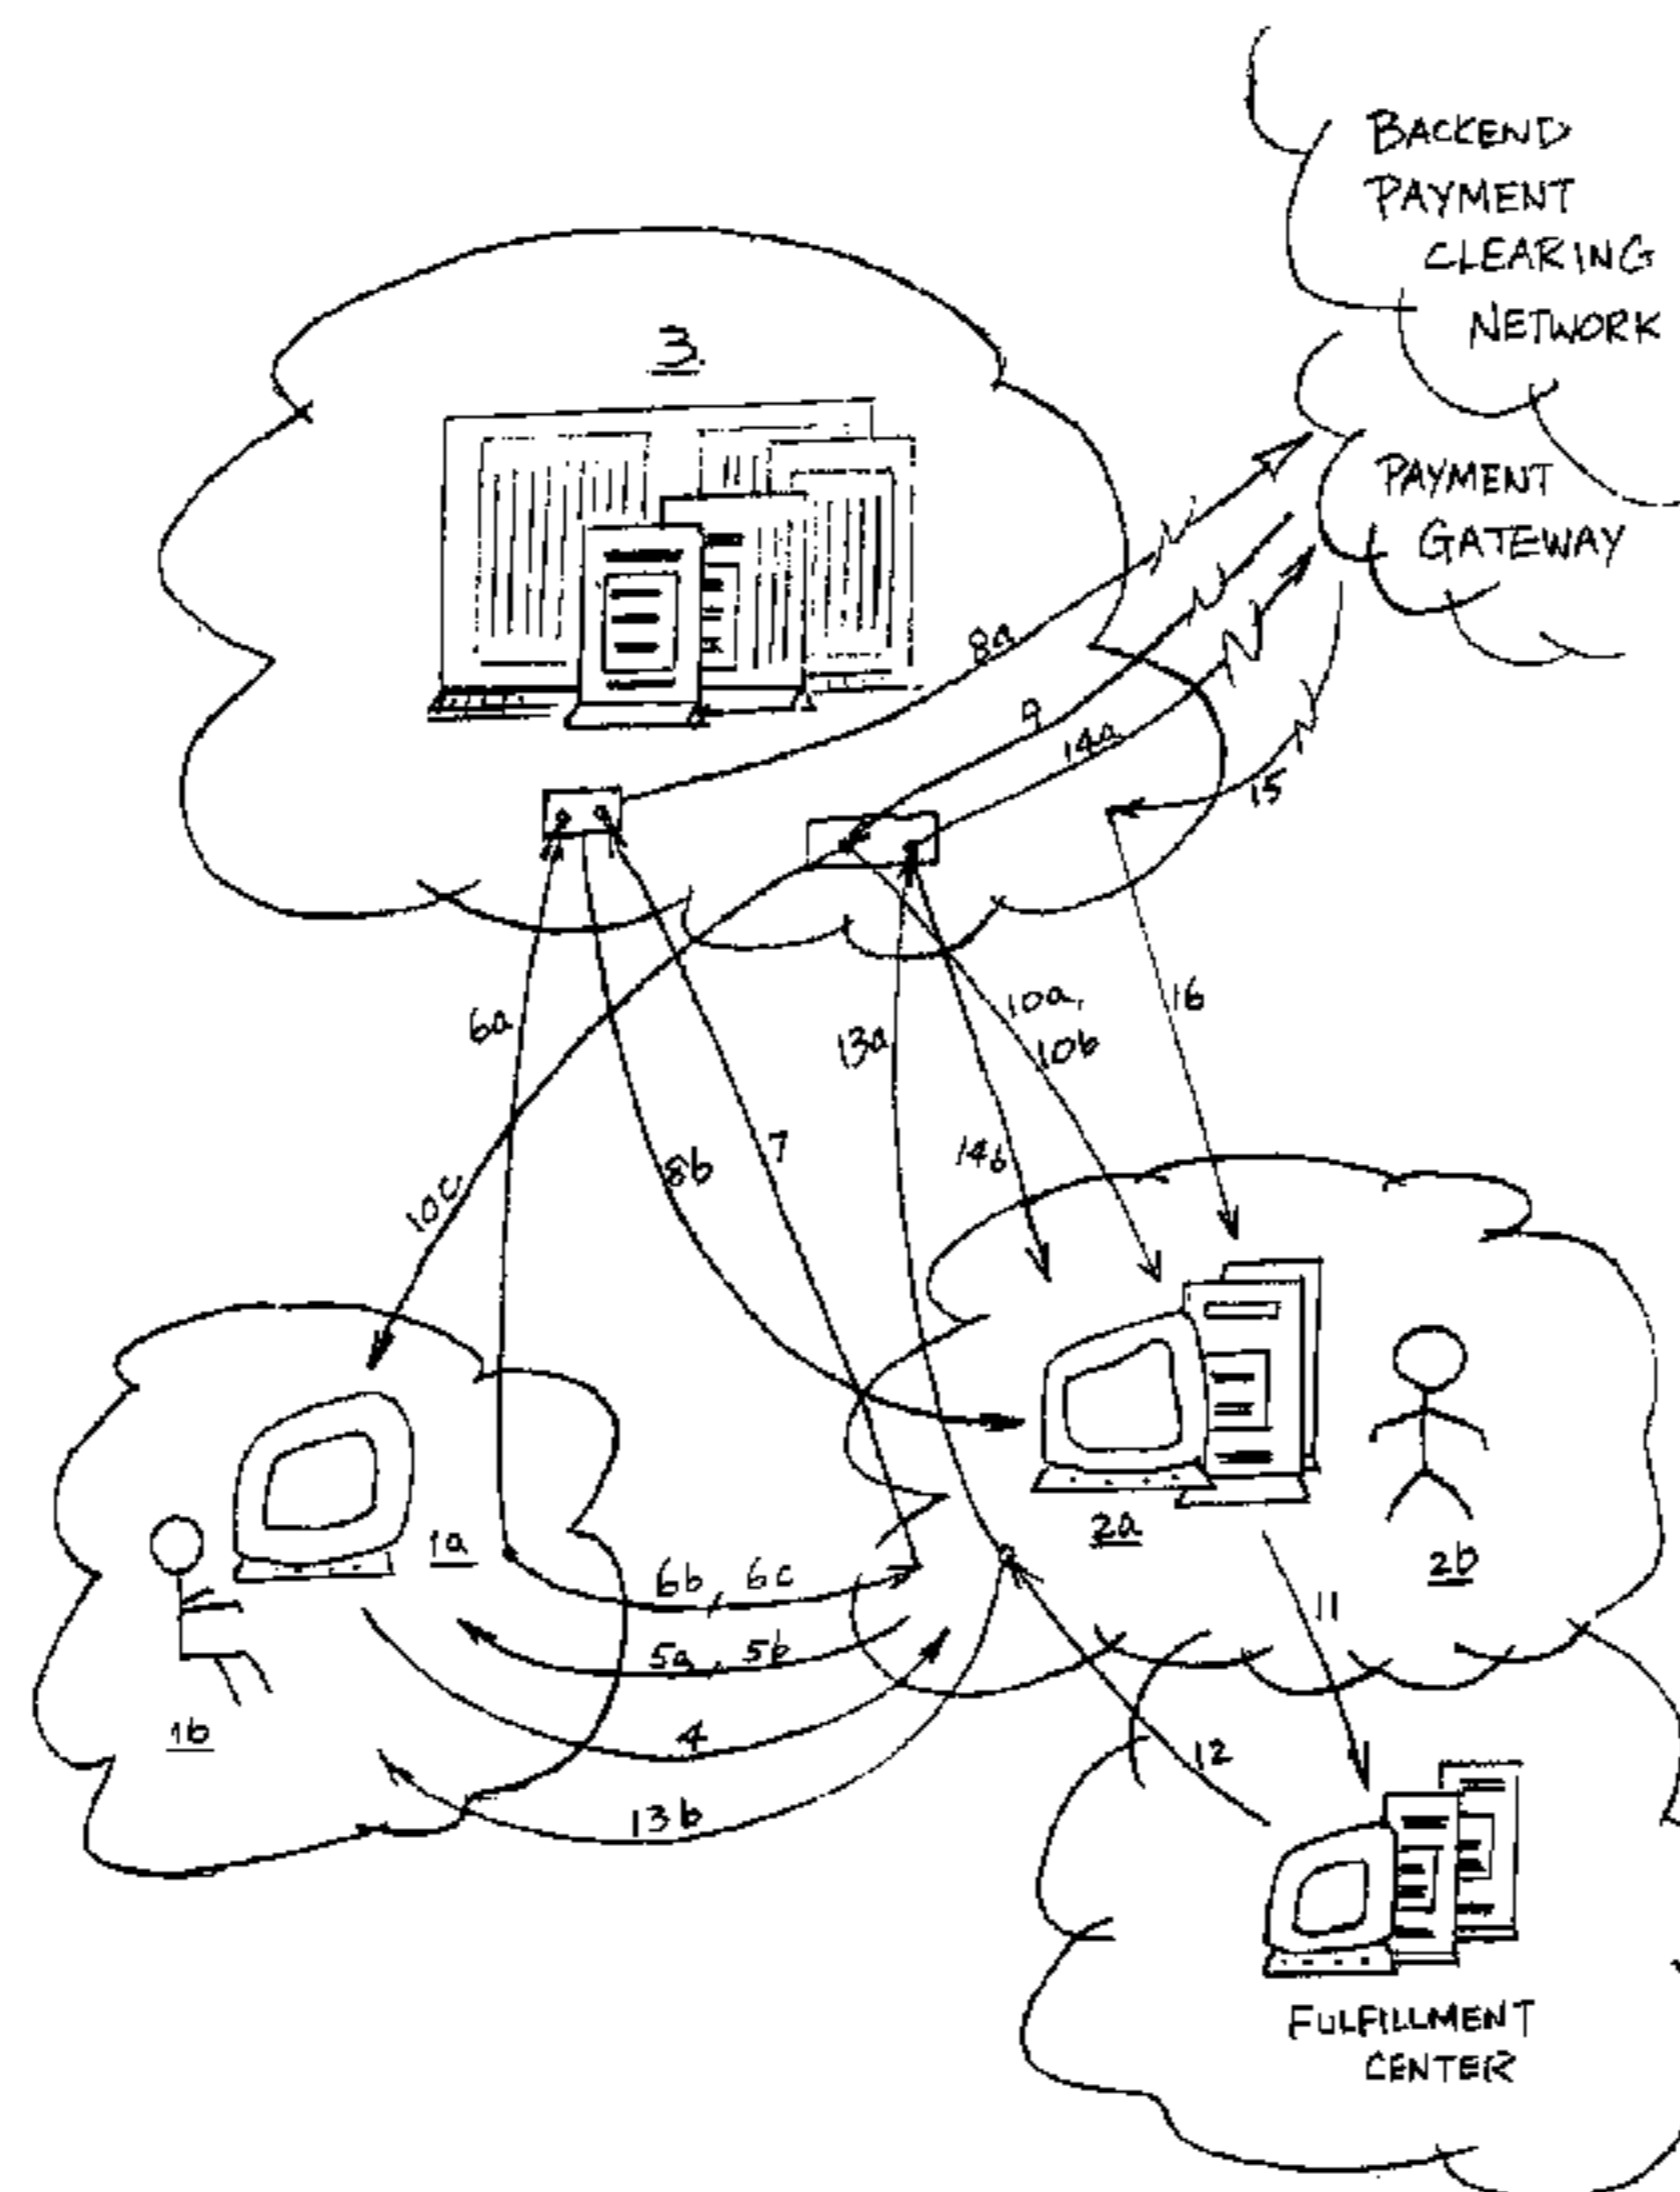 BACKEND
PAYMENT
CLEARING
NETWORK
3.
PAYMENT
GATEWAY
8a
9
14a
15
6a
13a
10a,
10b
16
7
8b
14b
10c
1a
6b, 6c
5a, 5b
2a
2b
11
1b
4
12
13b
FULFILLMENT
CENTER